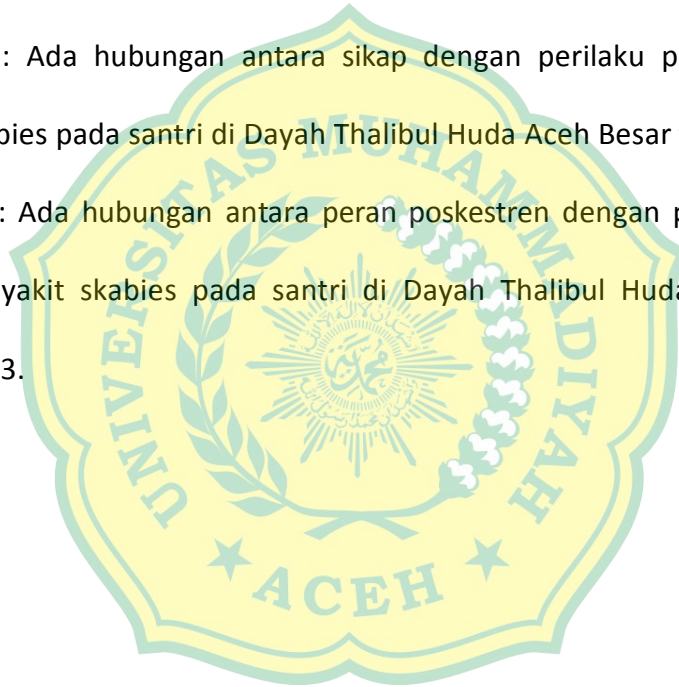 : Ada hubungan antara sikap dengan perilaku p
bies pada santri di Dayah Thalibul Huda Aceh Besar
: Ada hubungan antara peran poskestren dengan p
yakit skabies pada santri di Dayah Thalibul Huda
3.
UNIVERSITAS MUHAMMADIYAH
ACEH